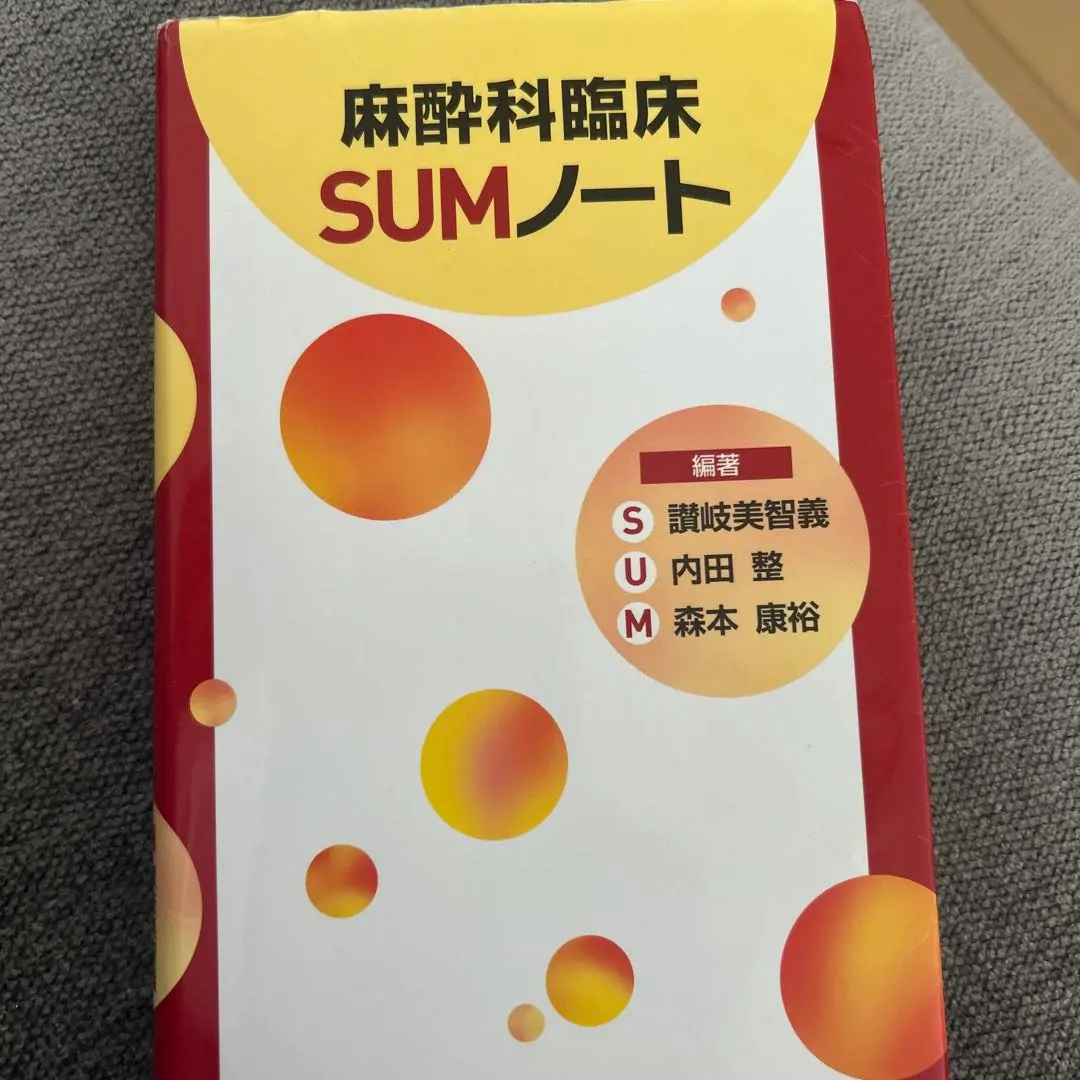 麻酔科臨床
SUMノート
編著
S 讃岐美智義
U 内田 整
M 森本 康裕